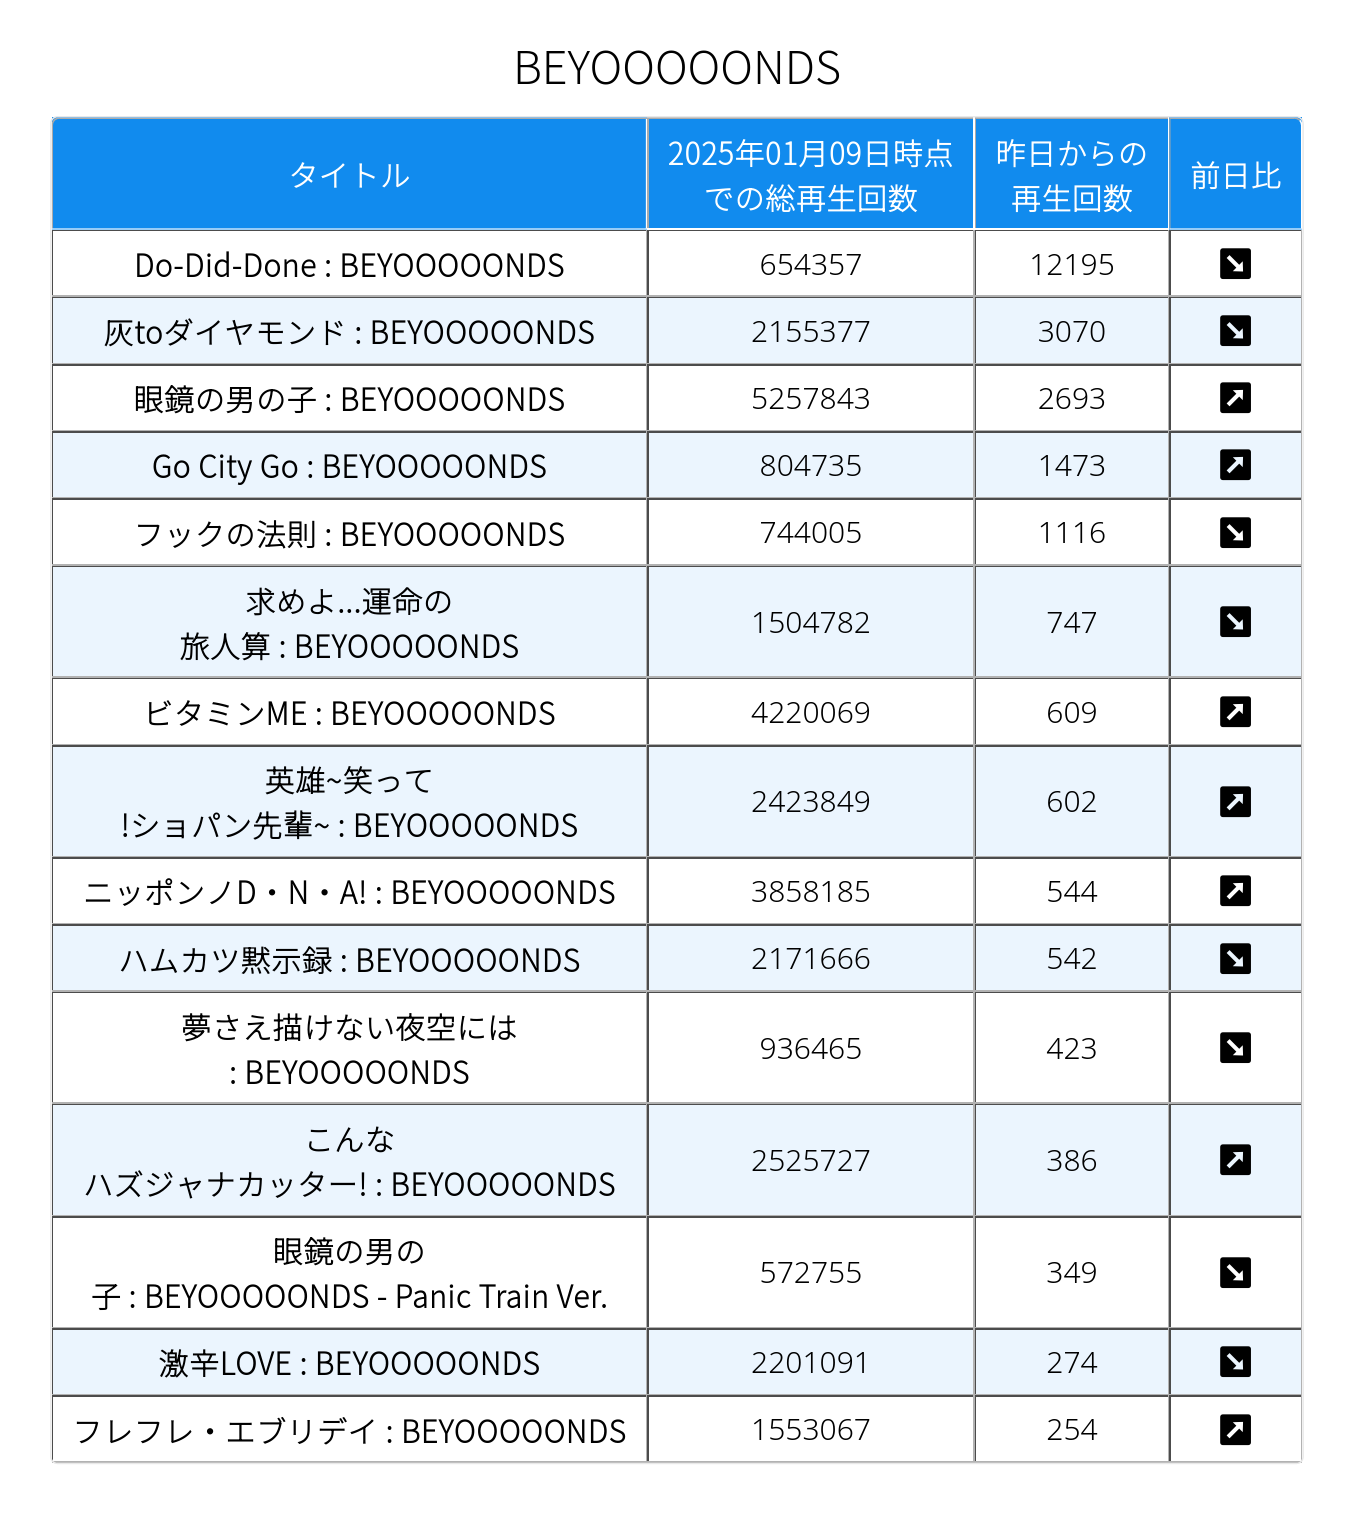 BEYOOOOONDS
タイトル
2025年01月09日時点
での総再生回数
昨日からの
再生回数
前日比
Do-Did-Done : BEYOOOOONDS
654357
12195
灰toダイヤモンド : BEYOOOOONDS
2155377
3070
眼鏡の男の子 : BEYOOOOONDS
5257843
2693
Go City Go : BEYOOOOONDS
804735
1473
フックの法則 : BEYOOOOONDS
744005
1116
求めよ...運命の
旅人算 : BEYOOOOONDS
1504782
747
ビタミンME : BEYOOOOONDS
4220069
609
英雄~笑って
!ショパン先輩~ : BEYOOOOONDS
2423849
602
ニッポンノD・N・A! : BEYOOOOONDS
3858185
544
ハムカツ黙示録 : BEYOOOOONDS
2171666
542
夢さえ描けない夜空には
: BEYOOOOONDS
936465
423
こんな
ハズジャナカッター! : BEYOOOOONDS
2525727
386
眼鏡の男の
子 : BEYOOOOONDS - Panic Train Ver.
572755
349
激辛LOVE : BEYOOOOONDS
2201091
274
フレフレ・エブリデイ : BEYOOOOONDS
1553067
254